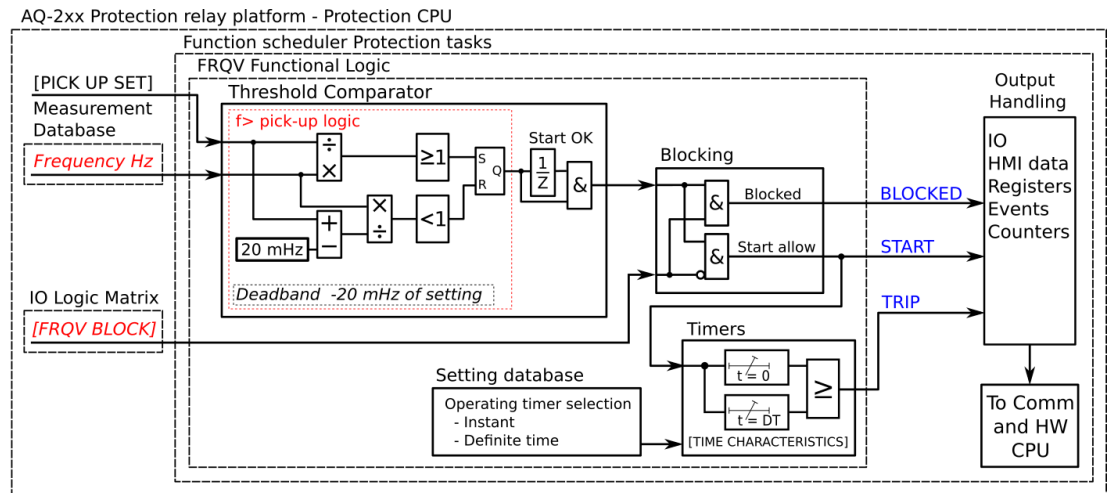 AQ-2xx Protection relay platform - Protection CPU
Function scheduler Protection tasks
FRQV Functional Logic
[PICK UP SET]
Measurement
Database
Frequency Hz
Threshold Comparator
f> pick-up logic
÷
×
≥1
S
Q
R
Start OK
1
Z
&
×
÷
<1
+
−
20 mHz
Deadband -20 mHz of setting
IO Logic Matrix
[FRQV BLOCK]
Blocking
&
Blocked
&
Start allow
BLOCKED
START
TRIP
Output
Handling
IO
HMI data
Registers
Events
Counters
Timers
t = 0
t = DT
≥
[TIME CHARACTERISTICS]
Setting database
Operating timer selection
- Instant
- Definite time
To Comm
and HW
CPU